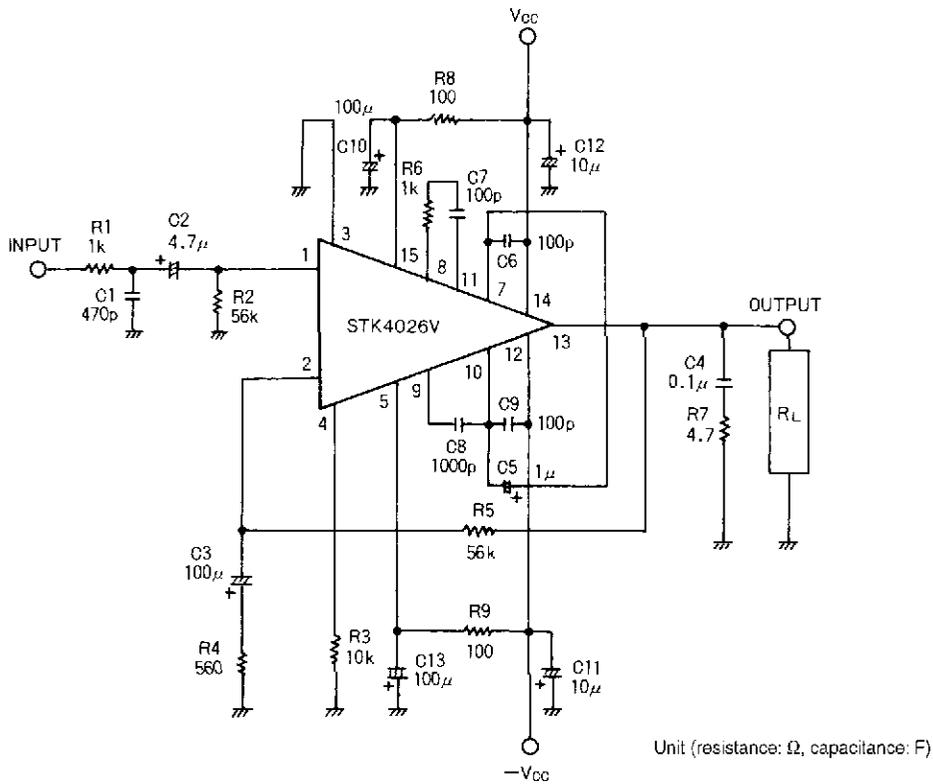 VCC
R8
100
100µ
C10
C12
+ 10µ
R6
1k
C7
100p
R1
1k
C2
4.7µ
+
INPUT
3
15
8
11
7
C6
100p
14
1
C1
470p
R2
56k
STK4026V
13
OUTPUT
2
12
10
9
5
4
C4
0.1µ
R7
4.7
RL
C9
100p
C8
1000p
C5
1µ
+
R5
56k
C3
100µ
+
R4
560
R3
10k
R9
100
C13
+ 100µ
C11
+ 10µ
−VCC
Unit (resistance: Ω, capacitance: F)